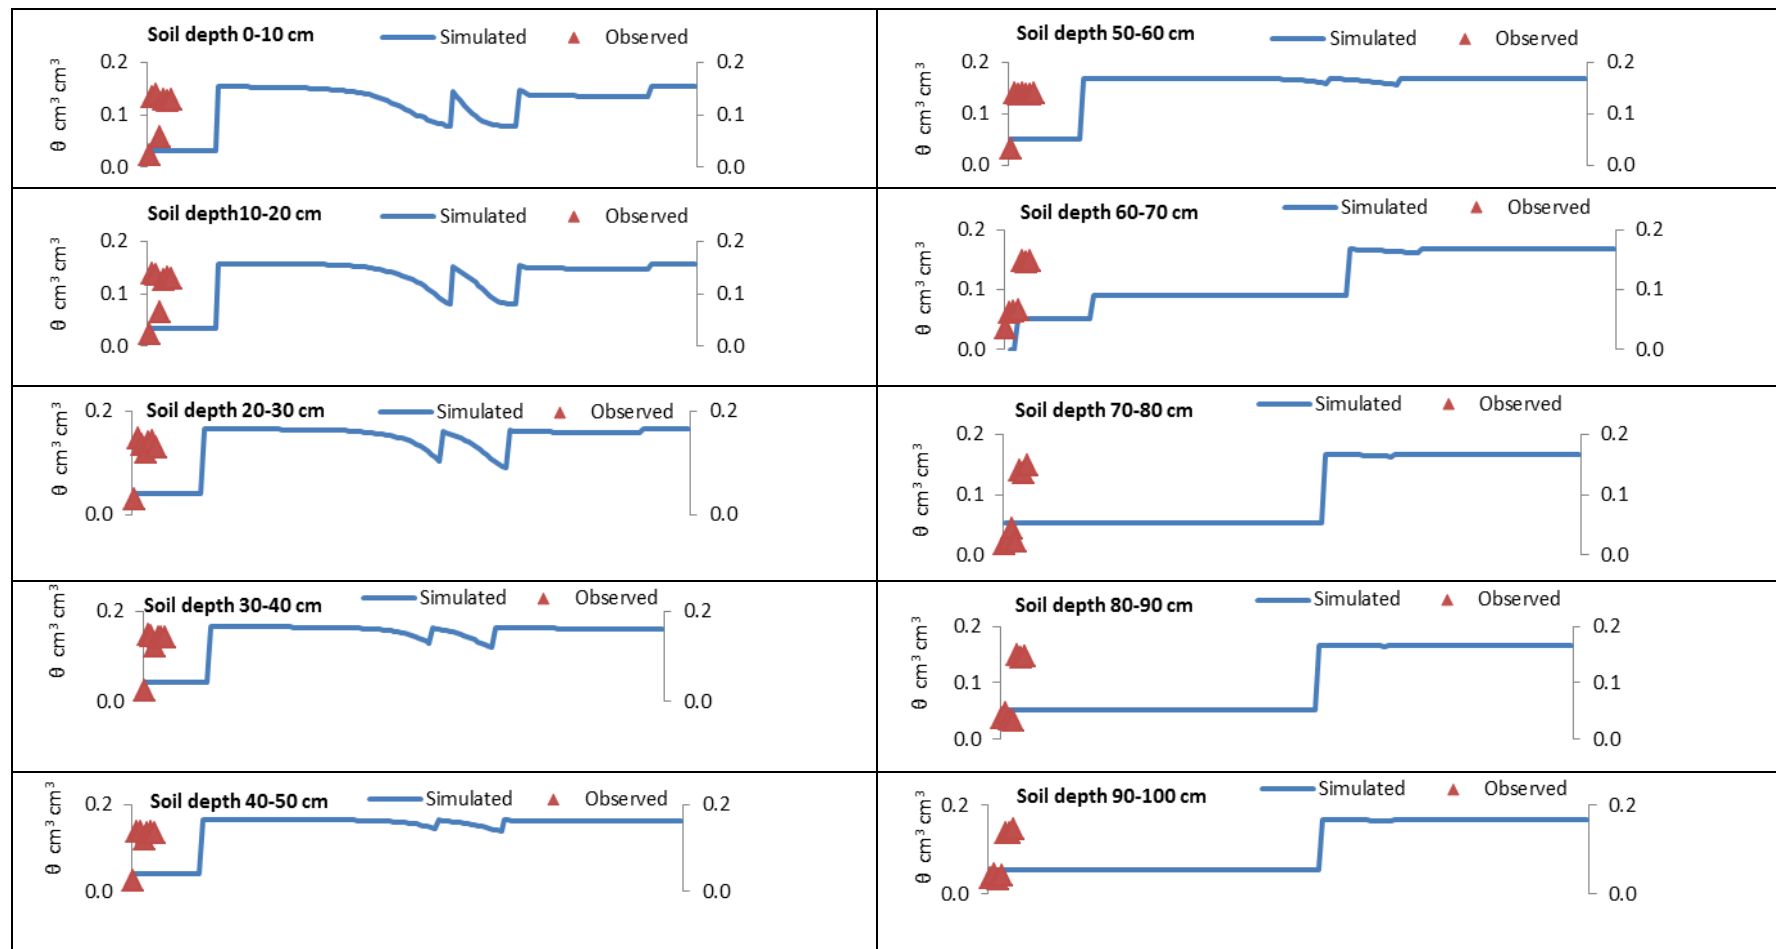 Soil depth 0-10 cm Simulated Observed
0.2 0.2
0.1 0.1
0.0 0.0
θ cm³ cm³
Soil depth 50-60 cm Simulated Observed
0.2 0.2
0.1 0.1
0.0 0.0
θ cm³ cm³
Soil depth10-20 cm Simulated Observed
0.2 0.2
0.1 0.1
0.0 0.0
θ cm³ cm³
Soil depth 60-70 cm Simulated Observed
0.2 0.2
0.1 0.1
0.0 0.0
θ cm³ cm³
Soil depth 20-30 cm Simulated Observed
0.2 0.2
0.0 0.0
θ cm³ cm³
Soil depth 70-80 cm Simulated Observed
0.2 0.2
0.1 0.1
0.0 0.0
θ cm³ cm³
Soil depth 30-40 cm Simulated Observed
0.2 0.2
0.0 0.0
θ cm³ cm³
Soil depth 80-90 cm Simulated Observed
0.2 0.2
0.1 0.1
0.0 0.0
θ cm³ cm³
Soil depth 40-50 cm Simulated Observed
0.2 0.2
0.0 0.0
θ cm³ cm³
Soil depth 90-100 cm Simulated Observed
0.2 0.2
0.0 0.0
θ cm³ cm³